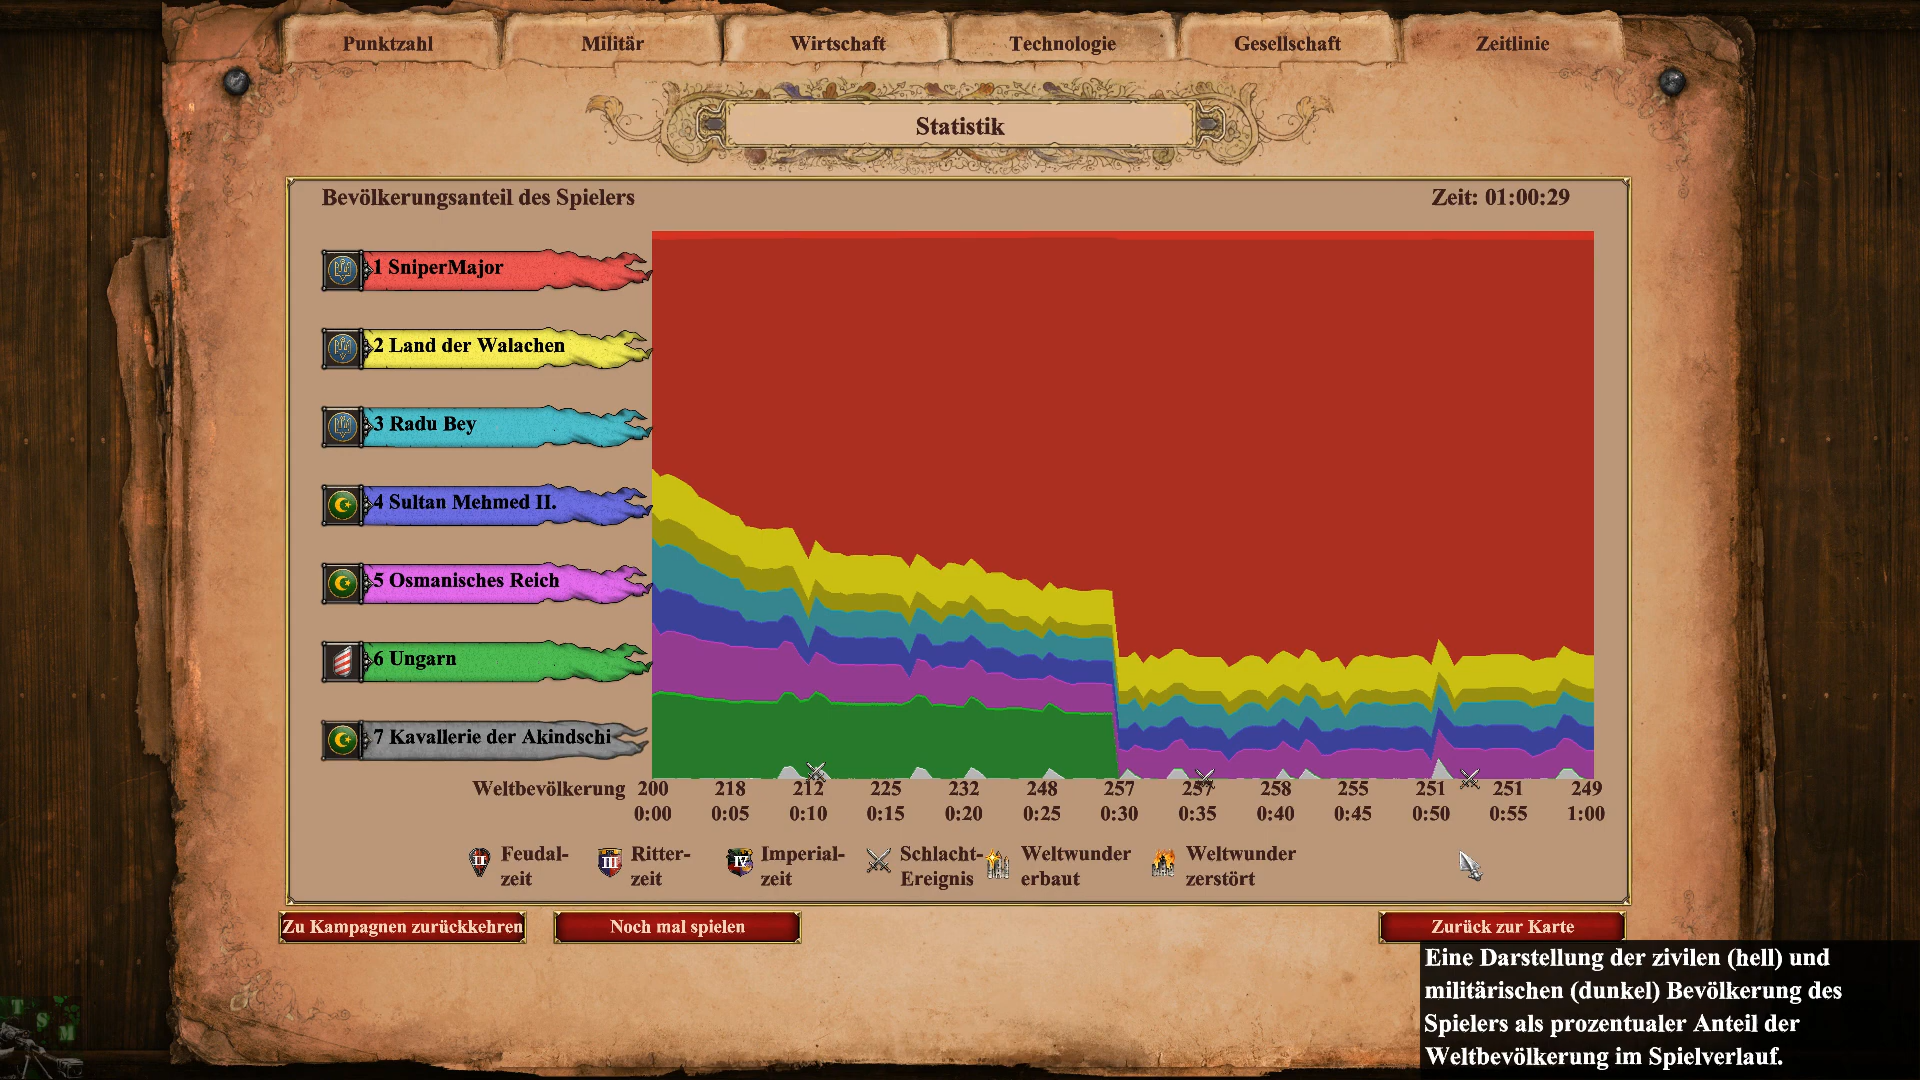 Punktzahl
Militär
Wirtschaft
Technologie
Gesellschaft
Zeitlinie
Statistik
Bevölkerungsanteil des Spielers
Zeit: 01:00:29
1 SniperMajor
2 Land der Walachen
3 Radu Bey
4 Sultan Mehmed II.
5 Osmanisches Reich
6 Ungarn
7 Kavallerie der Akindschi
Weltbevölkerung 200 218 212 225 232 248 257 257 258 255 251 251 249
0:00 0:05 0:10 0:15 0:20 0:25 0:30 0:35 0:40 0:45 0:50 0:55 1:00
II Feudal-
zeit
III Ritter-
zeit
IV Imperial-
zeit
Schlacht-
Ereignis
Weltwunder
erbaut
Weltwunder
zerstört
Zu Kampagnen zurückkehren
Noch mal spielen
Zurück zur Karte
Eine Darstellung der zivilen (hell) und
militärischen (dunkel) Bevölkerung des
Spielers als prozentualer Anteil der
Weltbevölkerung im Spielverlauf.
TSM